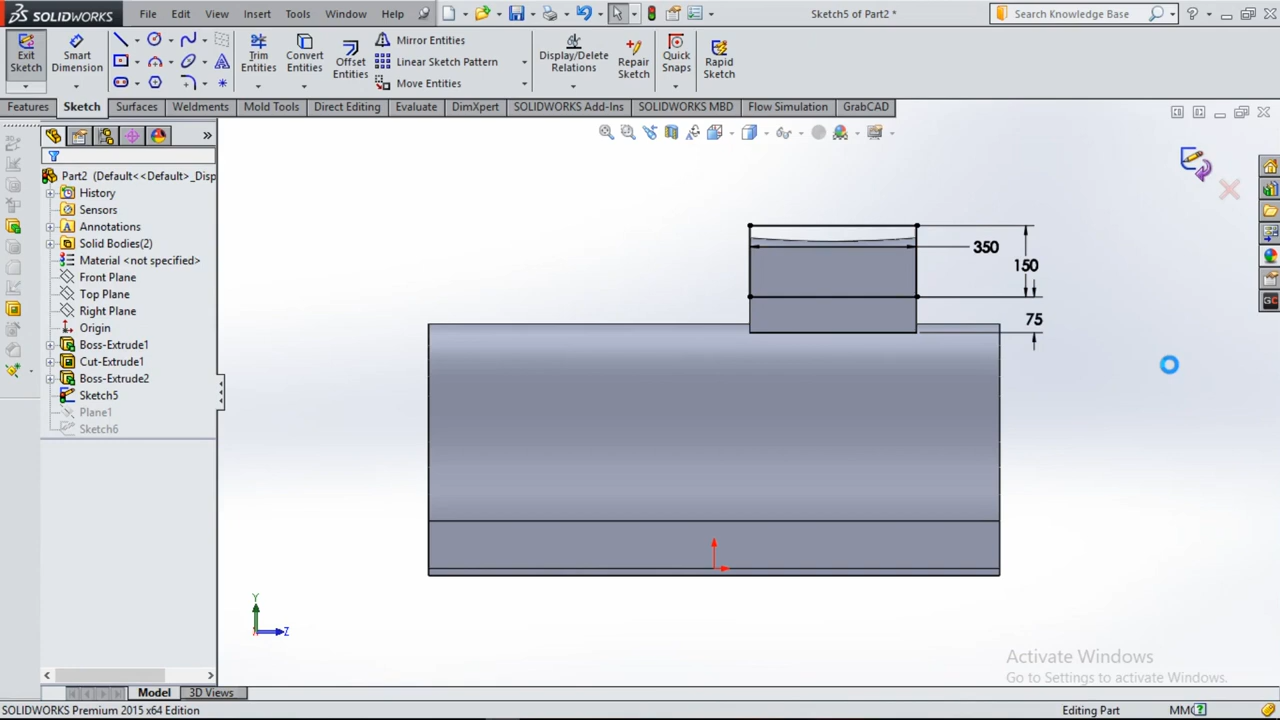 SOLIDWORKS File Edit View Insert Tools Window Help Sketch5 of Part2 * Search Knowledge Base
Exit Sketch Smart Dimension Trim Entities Convert Entities Offset Entities Mirror Entities Linear Sketch Pattern Move Entities Display/Delete Relations Repair Sketch Quick Snaps Rapid Sketch
Features Sketch Surfaces Weldments Mold Tools Direct Editing Evaluate DimXpert SOLIDWORKS Add-Ins SOLIDWORKS MBD Flow Simulation GrabCAD
Part2 (Default<<Default>_Disp
History
Sensors
Annotations
Solid Bodies(2)
Material <not specified>
Front Plane
Top Plane
Right Plane
Origin
Boss-Extrude1
Cut-Extrude1
Boss-Extrude2
Sketch5
Plane1
Sketch6
350
150
75
Y
Z
Activate Windows
Go to Settings to activate Windows.
Model 3D Views
SOLIDWORKS Premium 2015 x64 Edition Editing Part